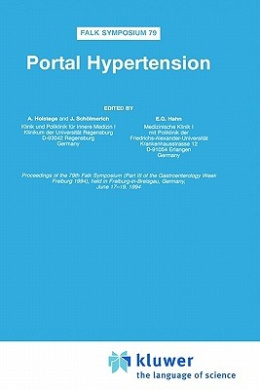 FALK SYMPOSIUM 79
Portal Hypertension
EDITED BY
A. Holstege and J. Schölmerich
Klinik und Poliklinik für Innere Medizin I
Klinikum der Universität Regensburg
D-93042 Regensburg
Germany
E.G. Hahn
Medizinische Klinik I
mit Poliklinik der
Friedrich-Alexander-Universität
Krankenhausstrasse 12
D-91054 Erlangen
Germany
Proceedings of the 79th Falk Symposium (Part III of the Gastroenterology Week
Freiburg 1994), held in Freiburg-in-Breisgau, Germany,
June 17–18, 1994
kluwer
the language of science